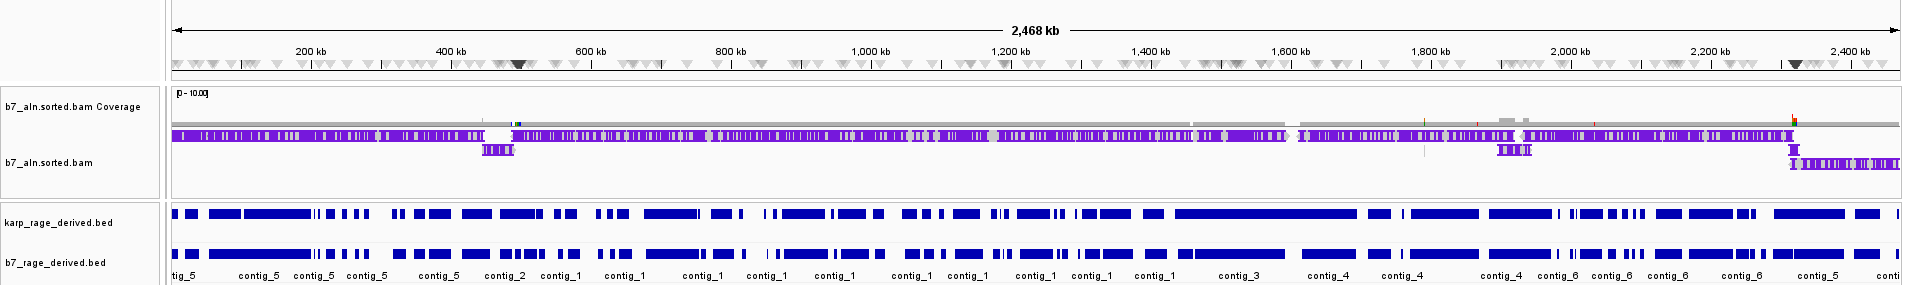 2,468 kb
200 kb 400 kb 600 kb 800 kb 1,000 kb 1,200 kb 1,400 kb 1,600 kb 1,800 kb 2,000 kb 2,200 kb 2,400 kb
[0 - 10.00]
b7_aln.sorted.bam Coverage
b7_aln.sorted.bam
karp_rage_derived.bed
b7_rage_derived.bed
tig_5 contig_5 contig_5 contig_5 contig_5 contig_2 contig_1 contig_1 contig_1 contig_1 contig_1 contig_1 contig_1 contig_1 contig_1 contig_1 contig_3 contig_4 contig_4 contig_4 contig_6 contig_6 contig_6 contig_6 contig_5 conti